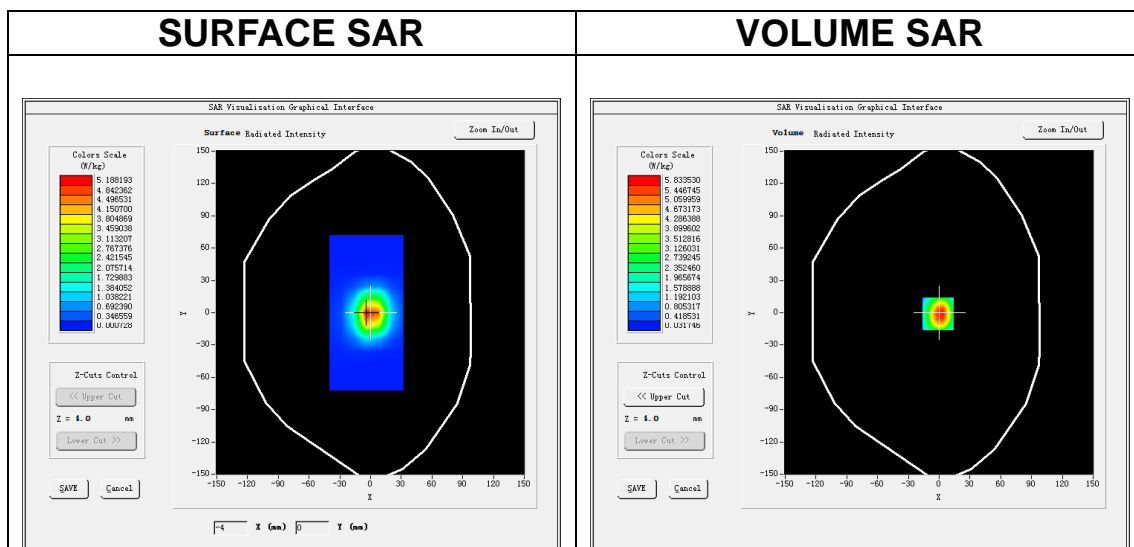 SURFACE SAR
VOLUME SAR
SAR Visualisation Graphical Interface
Surface Radiated Intensity
Zoom In/Out
Colors Scale
(W/kg)
5.188193
4.842362
4.496531
4.150700
3.804869
3.459038
3.113207
2.767376
2.421545
2.075714
1.729883
1.384052
1.038221
0.692390
0.346559
0.000728
Z-Cuts Control
<< Upper Cut
Z = 4.0 mm
Lower Cut >>
SAVE
Cancel
150
120
90
60
30
0
-30
-60
-90
-120
-150
Y
-150 -120 -90 -60 -30 0 30 60 90 120 150
X
-4 X (mm) 0 Y (mm)
SAR Visualisation Graphical Interface
Volume Radiated Intensity
Zoom In/Out
Colors Scale
(W/kg)
5.833530
5.446745
5.059959
4.673173
4.286388
3.899602
3.512816
3.126031
2.739245
2.352460
1.965674
1.578888
1.192103
0.805317
0.418531
0.031746
Z-Cuts Control
<< Upper Cut
Z = 4.0 mm
Lower Cut >>
SAVE
Cancel
150
120
90
60
30
0
-30
-60
-90
-120
-150
Y
-150 -120 -90 -60 -30 0 30 60 90 120 150
X